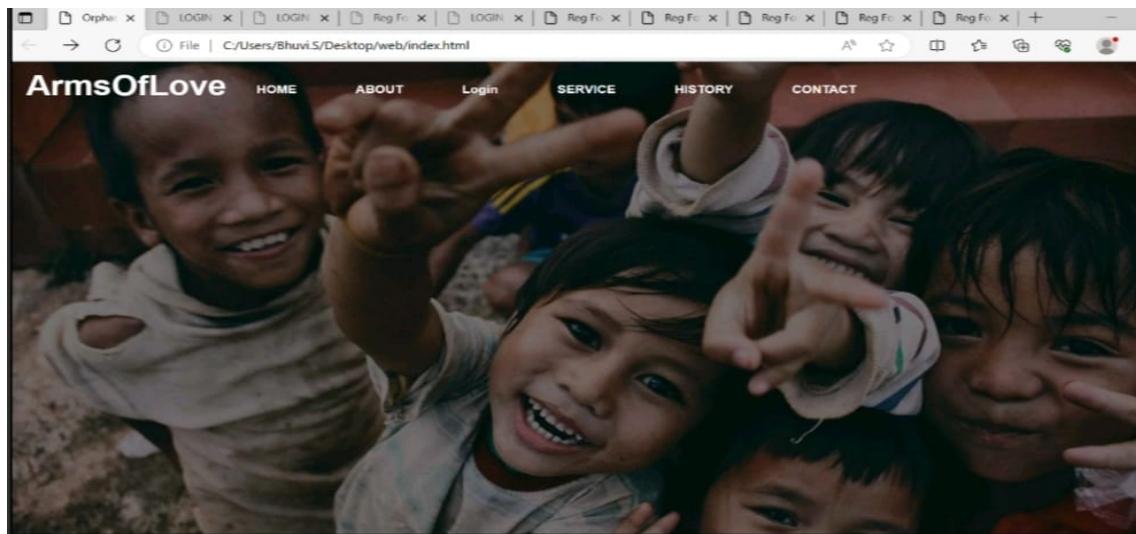 Orphan LOGIN LOGIN Reg Fo LOGIN Reg Fo Reg Fo Reg Fo Reg Fo Reg Fo
File | C:/Users/Bhuvi.S/Desktop/web/index.html
ArmsOfLove HOME ABOUT Login SERVICE HISTORY CONTACT